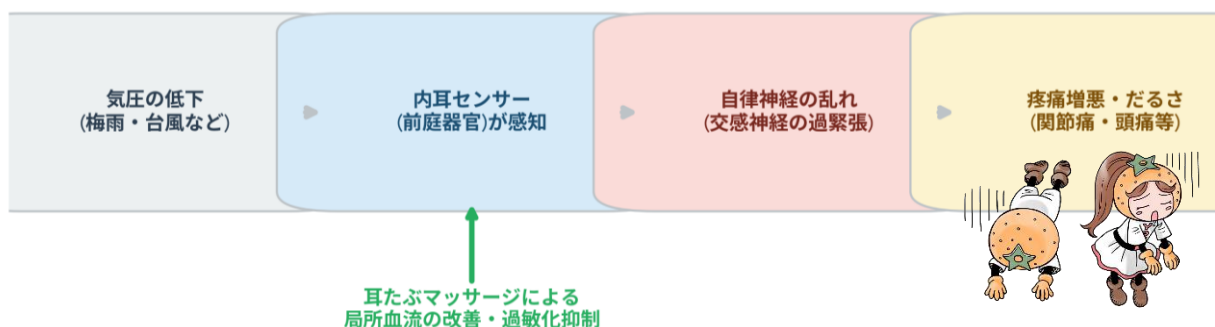 気圧の低下
(梅雨・台風など)
内耳センサー
(前庭器官)が感知
自律神経の乱れ
(交感神経の過緊張)
疼痛増悪・だるさ
(関節痛・頭痛等)
耳たぶマッサージによる
局所血流の改善・過敏化抑制